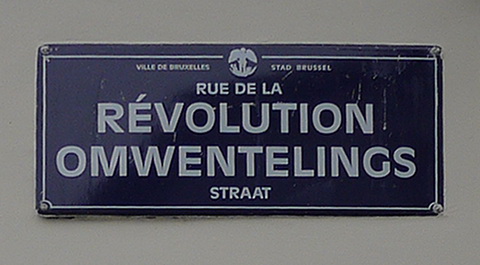 VILLE DE BRUXELLES STAD BRUSSEL
RUE DE LA
RÉVOLUTION
OMWENTELINGS
STRAAT